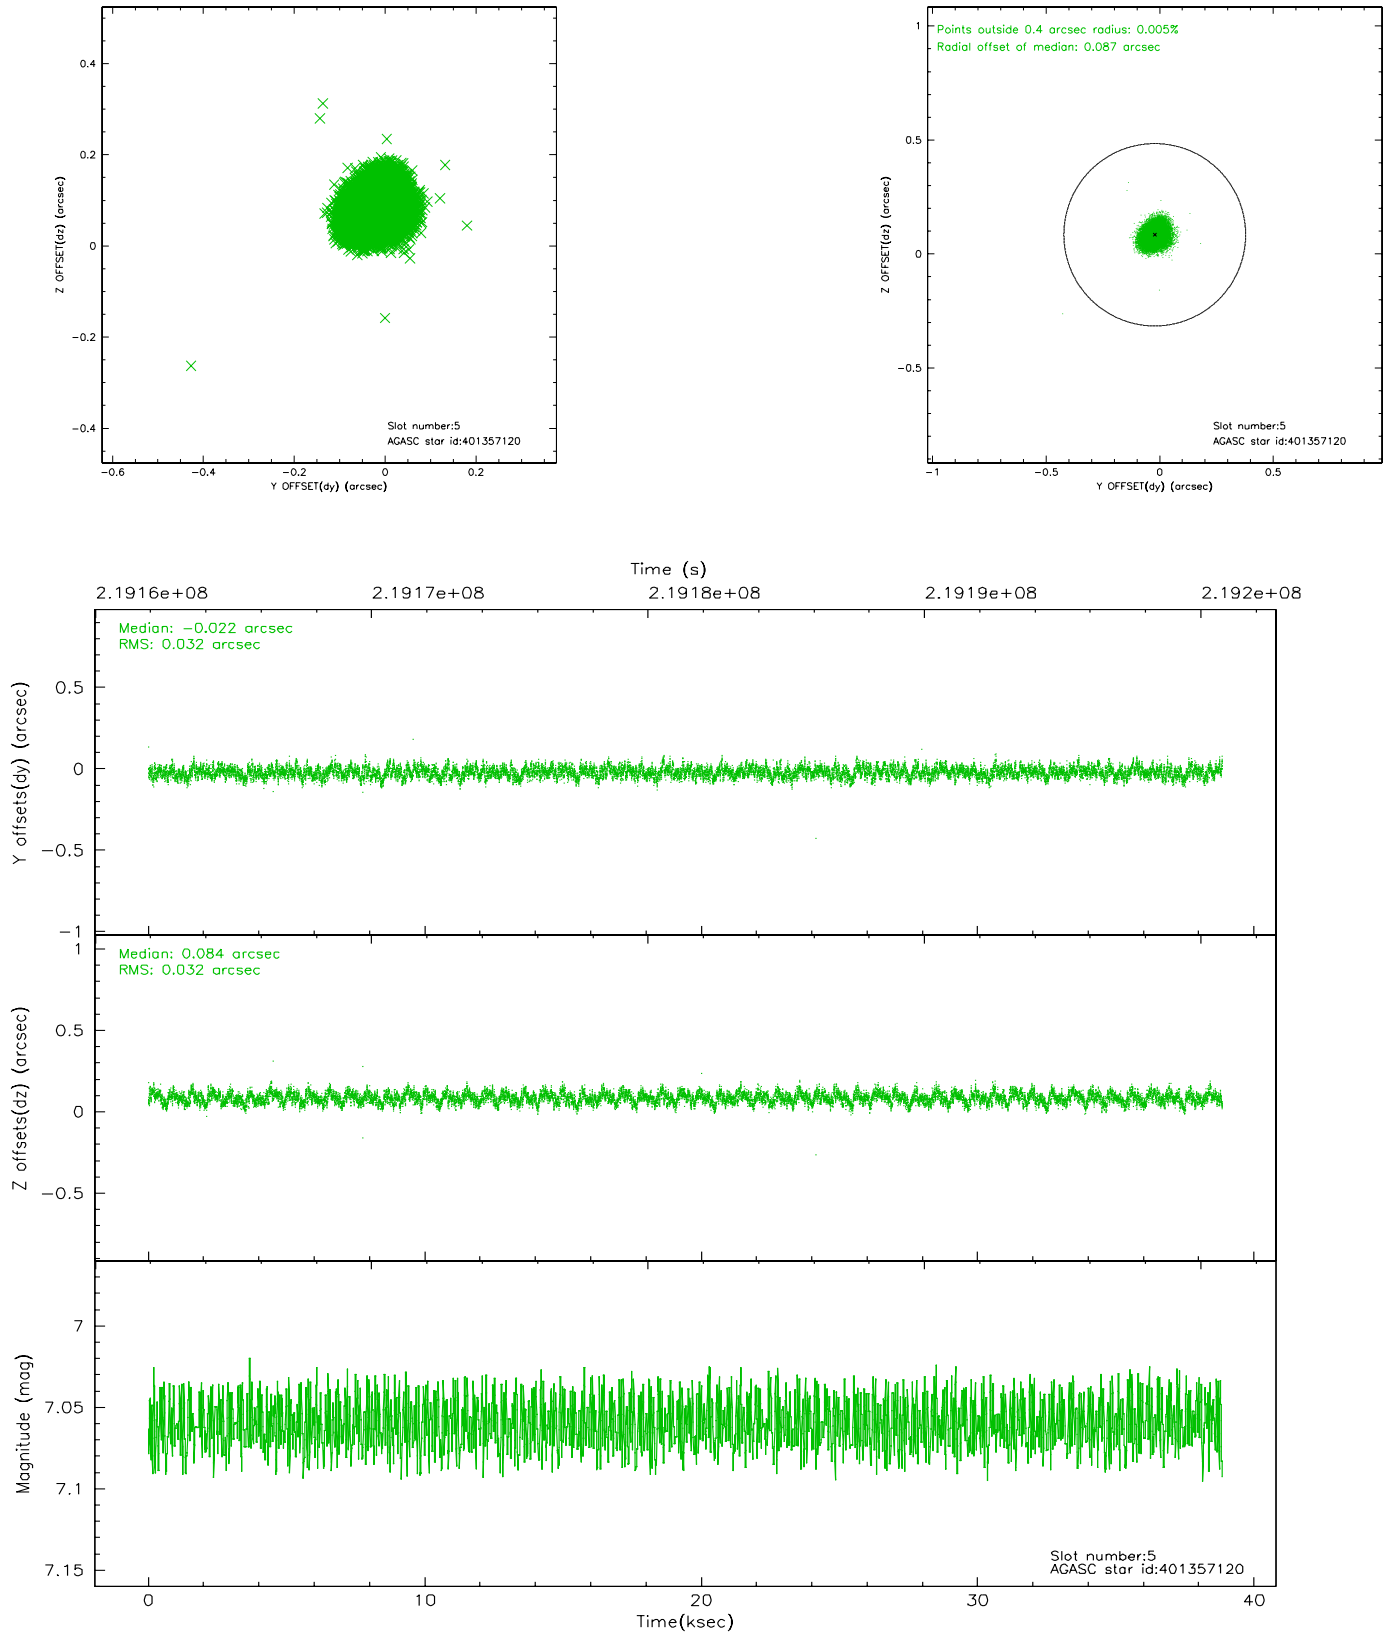 0.4
0.2
0
−0.2
−0.4
Z OFFSET(dz) (arcsec)
Slot number:5
AGASC star id:401357120
−0.6
−0.4
−0.2
0
0.2
Y OFFSET(dy) (arcsec)
Points outside 0.4 arcsec radius: 0.005%
Radial offset of median: 0.087 arcsec
1
0.5
0
−0.5
Z OFFSET(dz) (arcsec)
Slot number:5
AGASC star id:401357120
−1
−0.5
0
0.5
Y OFFSET(dy) (arcsec)
Time (s)
2.1916e+08
2.1917e+08
2.1918e+08
2.1919e+08
2.192e+08
Median: −0.022 arcsec
RMS: 0.032 arcsec
0.5
0
−0.5
−1
Y offsets(dy) (arcsec)
Median: 0.084 arcsec
RMS: 0.032 arcsec
1
0.5
0
−0.5
Z offsets(dz) (arcsec)
7
7.05
7.1
7.15
Magnitude (mag)
Slot number:5
AGASC star id:401357120
0
10
20
30
40
Time(ksec)